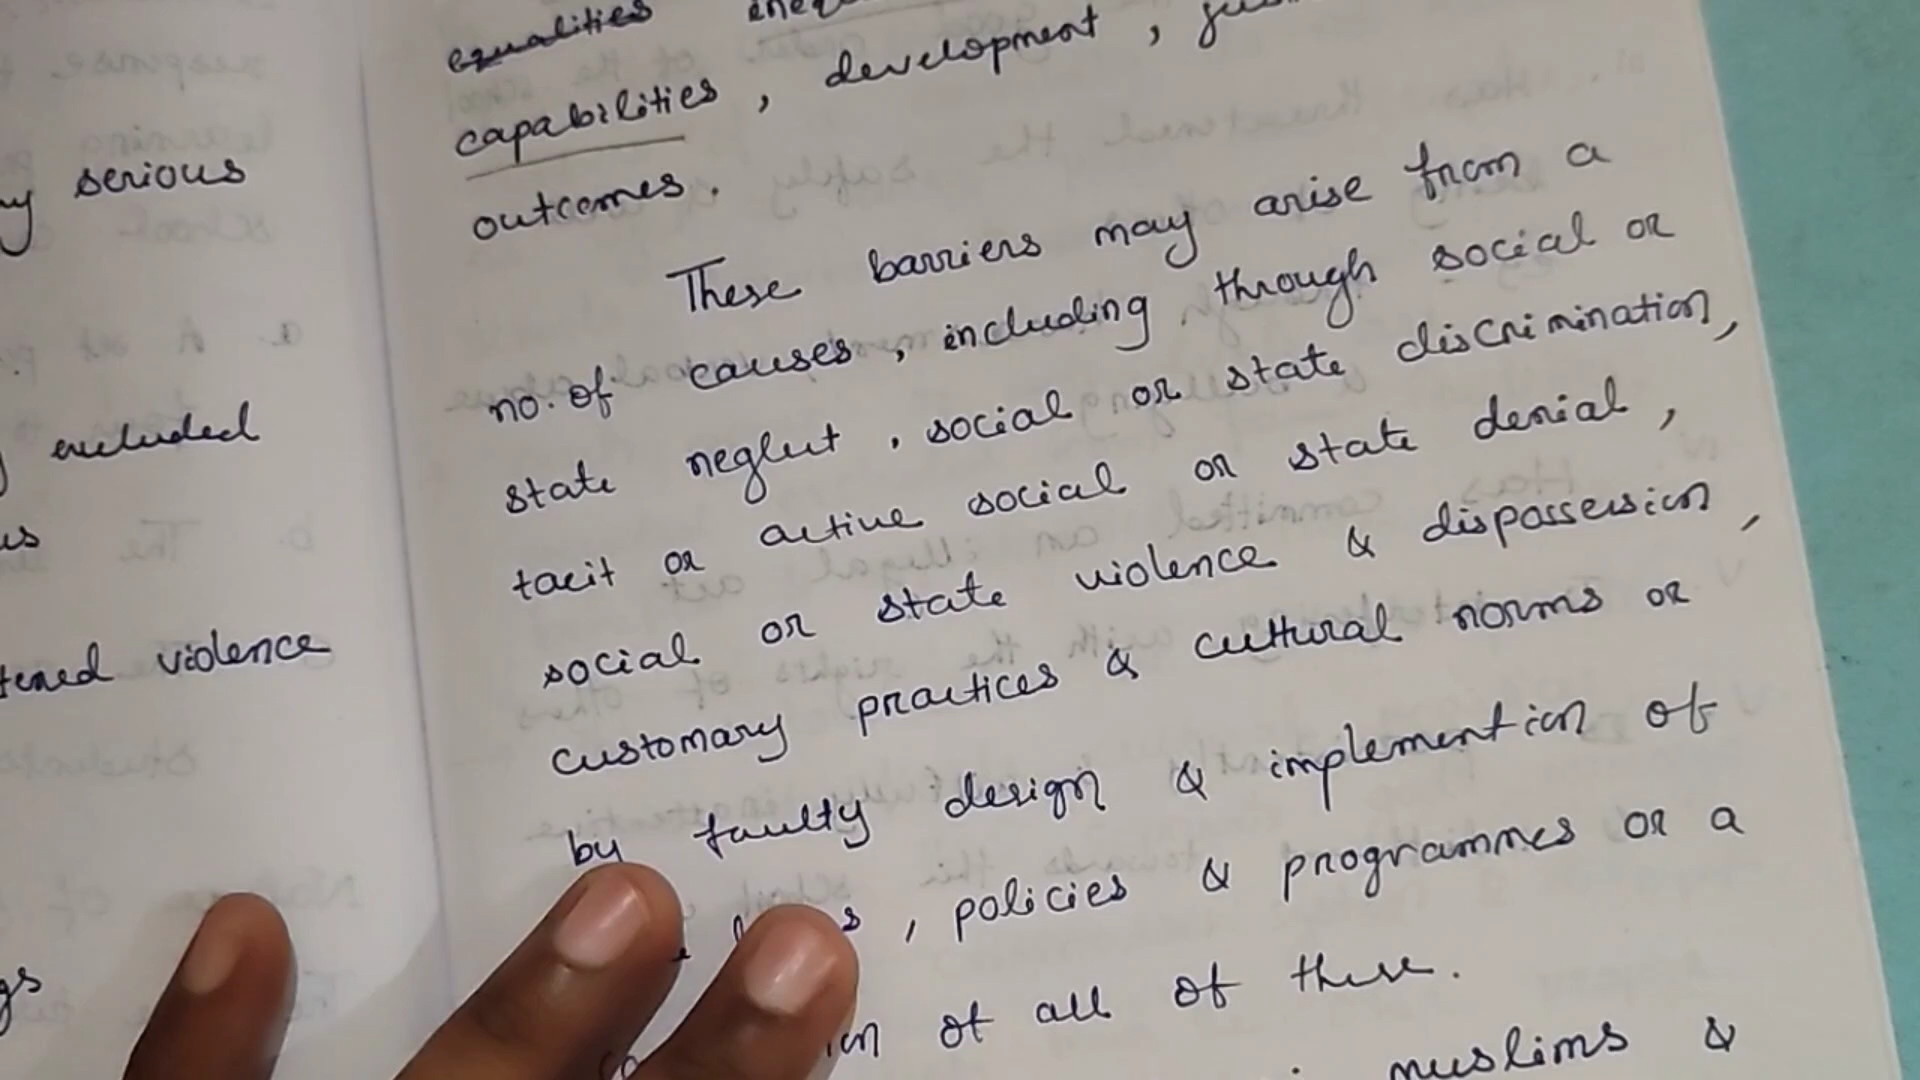 serious
excluded
violence
equalities
capabilities, development,
outcomes.
These barriers may arise from a
no. of causes, including through social or
state neglect, social or state discrimination,
tacit or active social or state denial,
social or state violence & dispossession,
customary practices & cultural norms or
by faulty design & implemention of
, policies & programmes or a
of all of these.
muslims &